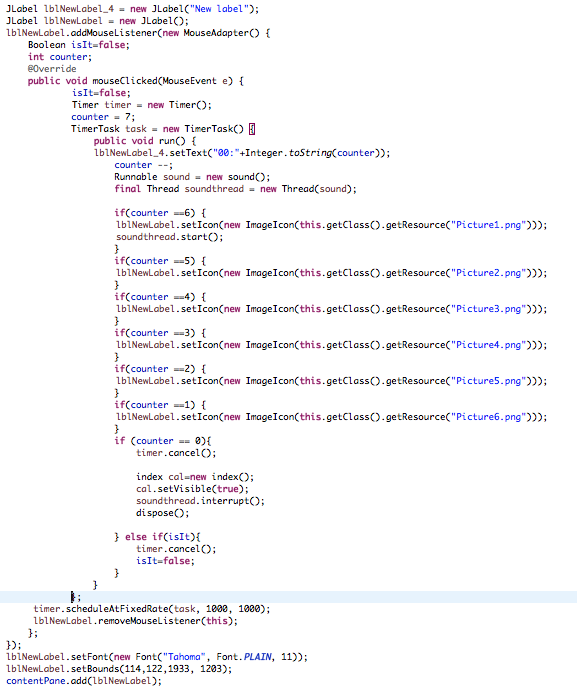 JLabel lblNewLabel_4 = new JLabel("New label");
JLabel lblNewLabel = new JLabel();
lblNewLabel.addMouseListener(new MouseAdapter() {
Boolean isIt=false;
int counter;
@Override
public void mouseClicked(MouseEvent e) {
isIt=false;
Timer timer = new Timer();
counter = 7;
TimerTask task = new TimerTask() {
public void run() {
lblNewLabel_4.setText("00:"+Integer.toString(counter));
counter --;
Runnable sound = new sound();
final Thread soundthread = new Thread(sound);
if(counter ==6) {
lblNewLabel.setIcon(new ImageIcon(this.getClass().getResource("Picture1.png")));
soundthread.start();
}
if(counter ==5) {
lblNewLabel.setIcon(new ImageIcon(this.getClass().getResource("Picture2.png")));
}
if(counter ==4) {
lblNewLabel.setIcon(new ImageIcon(this.getClass().getResource("Picture3.png")));
}
if(counter ==3) {
lblNewLabel.setIcon(new ImageIcon(this.getClass().getResource("Picture4.png")));
}
if(counter ==2) {
lblNewLabel.setIcon(new ImageIcon(this.getClass().getResource("Picture5.png")));
}
if(counter ==1) {
lblNewLabel.setIcon(new ImageIcon(this.getClass().getResource("Picture6.png")));
}
if (counter == 0){
timer.cancel();
index cal=new index();
cal.setVisible(true);
soundthread.interrupt();
dispose();
} else if(isIt){
timer.cancel();
isIt=false;
}
}
};
timer.scheduleAtFixedRate(task, 1000, 1000);
lblNewLabel.removeMouseListener(this);
};
});
lblNewLabel.setFont(new Font("Tahoma", Font.PLAIN, 11));
lblNewLabel.setBounds(114,122,1933, 1203);
contentPane.add(lblNewLabel);